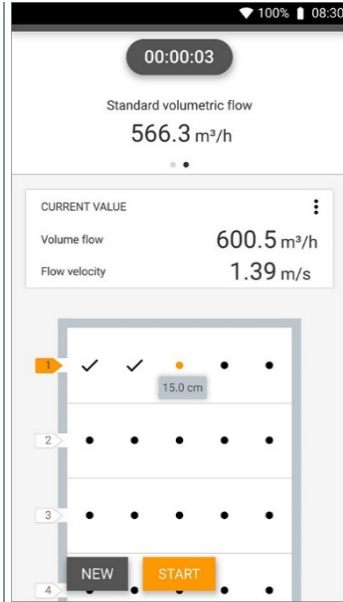 100% 08:30
00:00:03
Standard volumetric flow
566.3 m³/h
CURRENT VALUE
Volume flow 600.5 m³/h
Flow velocity 1.39 m/s
1
15.0 cm
2
3
4
NEW START